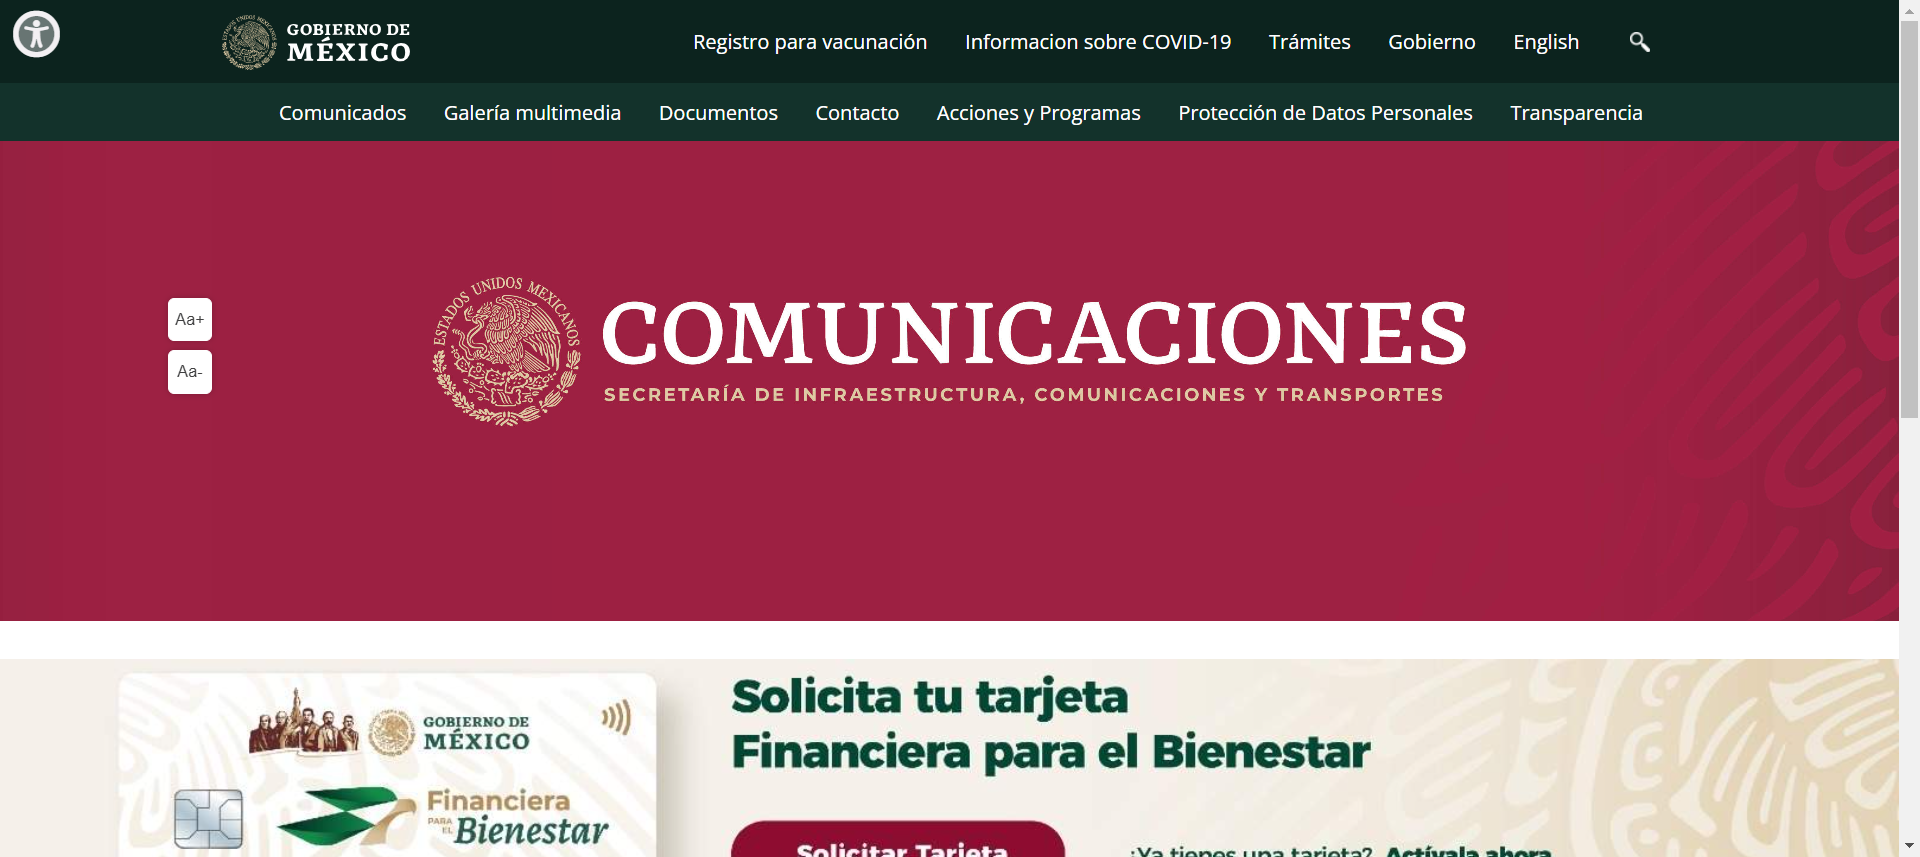 GOBIERNO DE
MÉXICO
Registro para vacunación Informacion sobre COVID-19 Trámites Gobierno English
Comunicados Galería multimedia Documentos Contacto Acciones y Programas Protección de Datos Personales Transparencia
Aa+
Aa-
ESTADOS UNIDOS MEXICANOS
COMUNICACIONES
SECRETARÍA DE INFRAESTRUCTURA, COMUNICACIONES Y TRANSPORTES
GOBIERNO DE
MÉXICO
Financiera
PARA
EL
Bienestar
Solicita tu tarjeta
Financiera para el Bienestar
Solicitar Tarjeta
¿Ya tienes una tarjeta? Actívala ahora